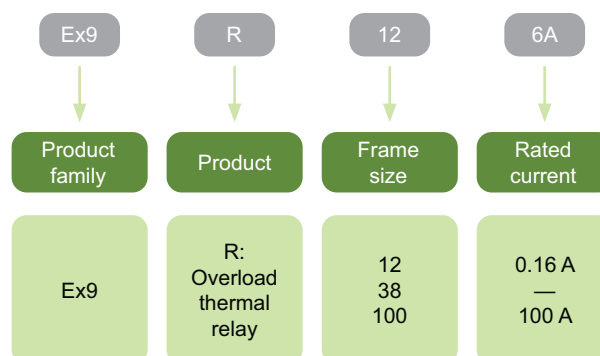 Ex9
R
12
6A
Product
family
Product
Frame
size
Rated
current
Ex9
R:
Overload
thermal
relay
12
38
100
0.16 A
—
100 A